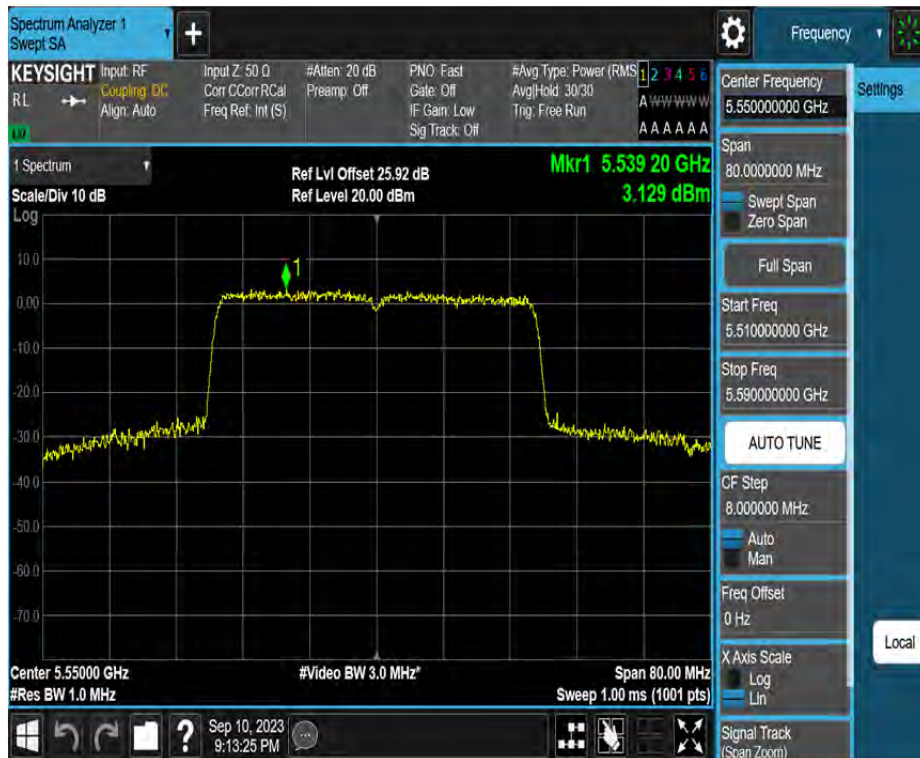 Spectrum Analyzer 1
Swept SA
Frequency
KEYSIGHT
RL
Input: RF
Coupling: DC
Align: Auto
Input Z: 50 Ω
Corr CCorr RCal
Freq Ref: Int (S)
#Atten: 20 dB
Preamp: Off
PNO: Fast
Gate: Off
IF Gain: Low
Sig Track: Off
#Avg Type: Power (RMS
Avg|Hold: 30/30
Trig: Free Run
1 2 3 4 5 6
A W W W W W
A A A A A A
1 Spectrum
Scale/Div 10 dB
Log
Ref Lvl Offset 25.92 dB
Ref Level 20.00 dBm
Mkr1 5.539 20 GHz
3.129 dBm
1
10.0
0.00
-10.0
-20.0
-30.0
-40.0
-50.0
-60.0
-70.0
Center 5.55000 GHz
#Res BW 1.0 MHz
#Video BW 3.0 MHz*
Span 80.00 MHz
Sweep 1.00 ms (1001 pts)
Sep 10, 2023
9:13:25 PM
?
Center Frequency
5.550000000 GHz
Span
80.0000000 MHz
Swept Span
Zero Span
Full Span
Start Freq
5.510000000 GHz
Stop Freq
5.590000000 GHz
AUTO TUNE
CF Step
8.000000 MHz
Auto
Man
Freq Offset
0 Hz
X Axis Scale
Log
Lin
Signal Track
(Span Zoom)
Settings
Local